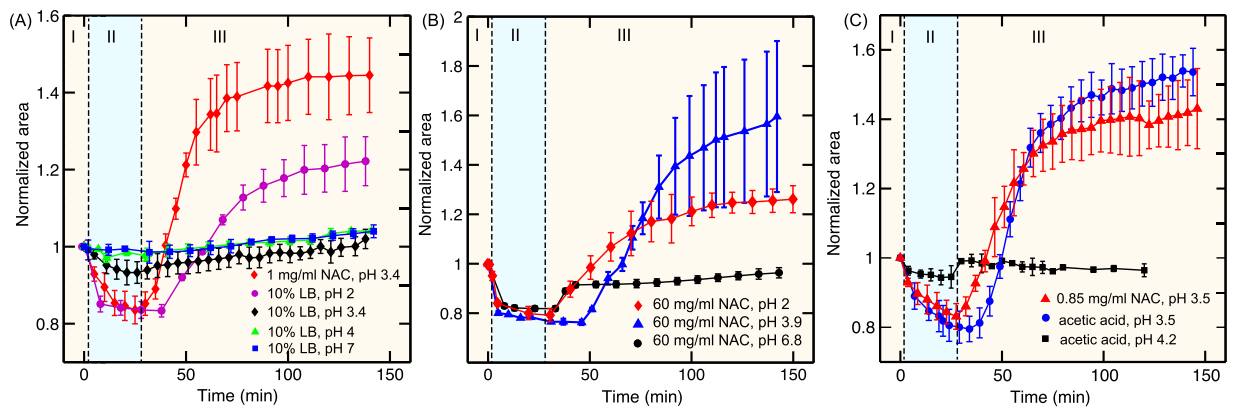 (A)
1.6
1.4
1.2
1
0.8
Normalized area
I
II
III
1 mg/ml NAC, pH 3.4
10% LB, pH 2
10% LB, pH 3.4
10% LB, pH 4
10% LB, pH 7
0
50
100
150
Time (min)
(B)
2
1.8
1.6
1.4
1.2
1
0.8
Normalized area
I
II
III
60 mg/ml NAC, pH 2
60 mg/ml NAC, pH 3.9
60 mg/ml NAC, pH 6.8
0
50
100
150
Time (min)
(C)
1.6
1.4
1.2
1
0.8
Normalized area
I
II
III
0.85 mg/ml NAC, pH 3.5
acetic acid, pH 3.5
acetic acid, pH 4.2
0
50
100
150
Time (min)